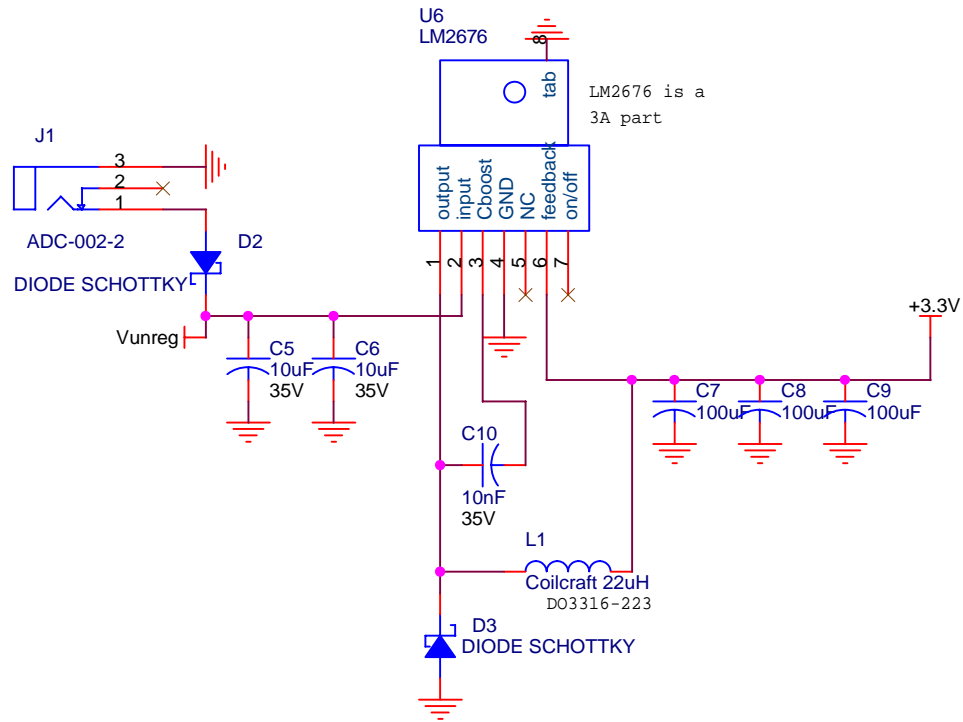 U6
LM2676
8
tab
LM2676 is a
3A part
J1
3
2
1
ADC-002-2
D2
DIODE SCHOTTKY
Vunreg
output
input
Cboost
GND
NC
feedback
on/off
1
2
3
4
5
6
7
+3.3V
C5
10uF
35V
C6
10uF
35V
C7
100uF
C8
100uF
C9
100uF
C10
10nF
35V
L1
Coilcraft 22uH
DO3316-223
D3
DIODE SCHOTTKY